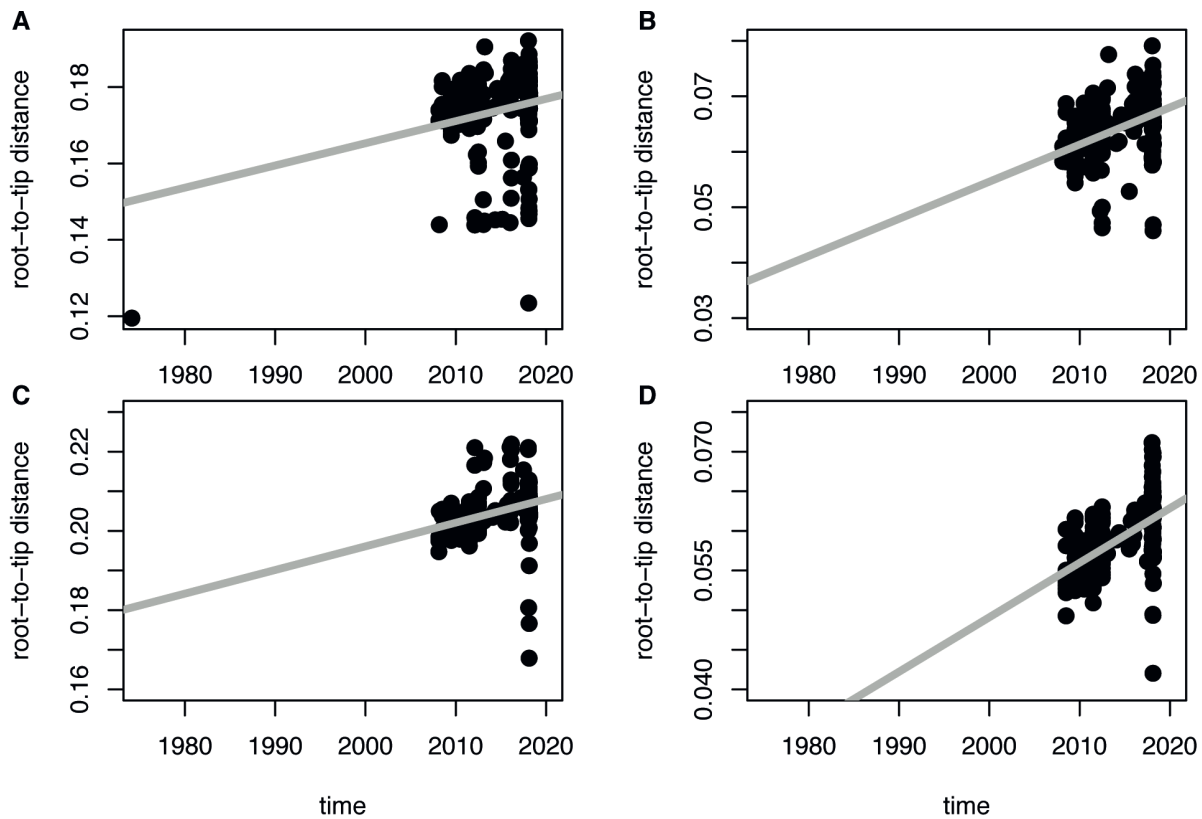 A
root-to-tip distance
0.12 0.14 0.16 0.18
1980 1990 2000 2010 2020
B
root-to-tip distance
0.03 0.05 0.07
1980 1990 2000 2010 2020
C
root-to-tip distance
0.16 0.18 0.20 0.22
1980 1990 2000 2010 2020
time
D
root-to-tip distance
0.040 0.055 0.070
1980 1990 2000 2010 2020
time